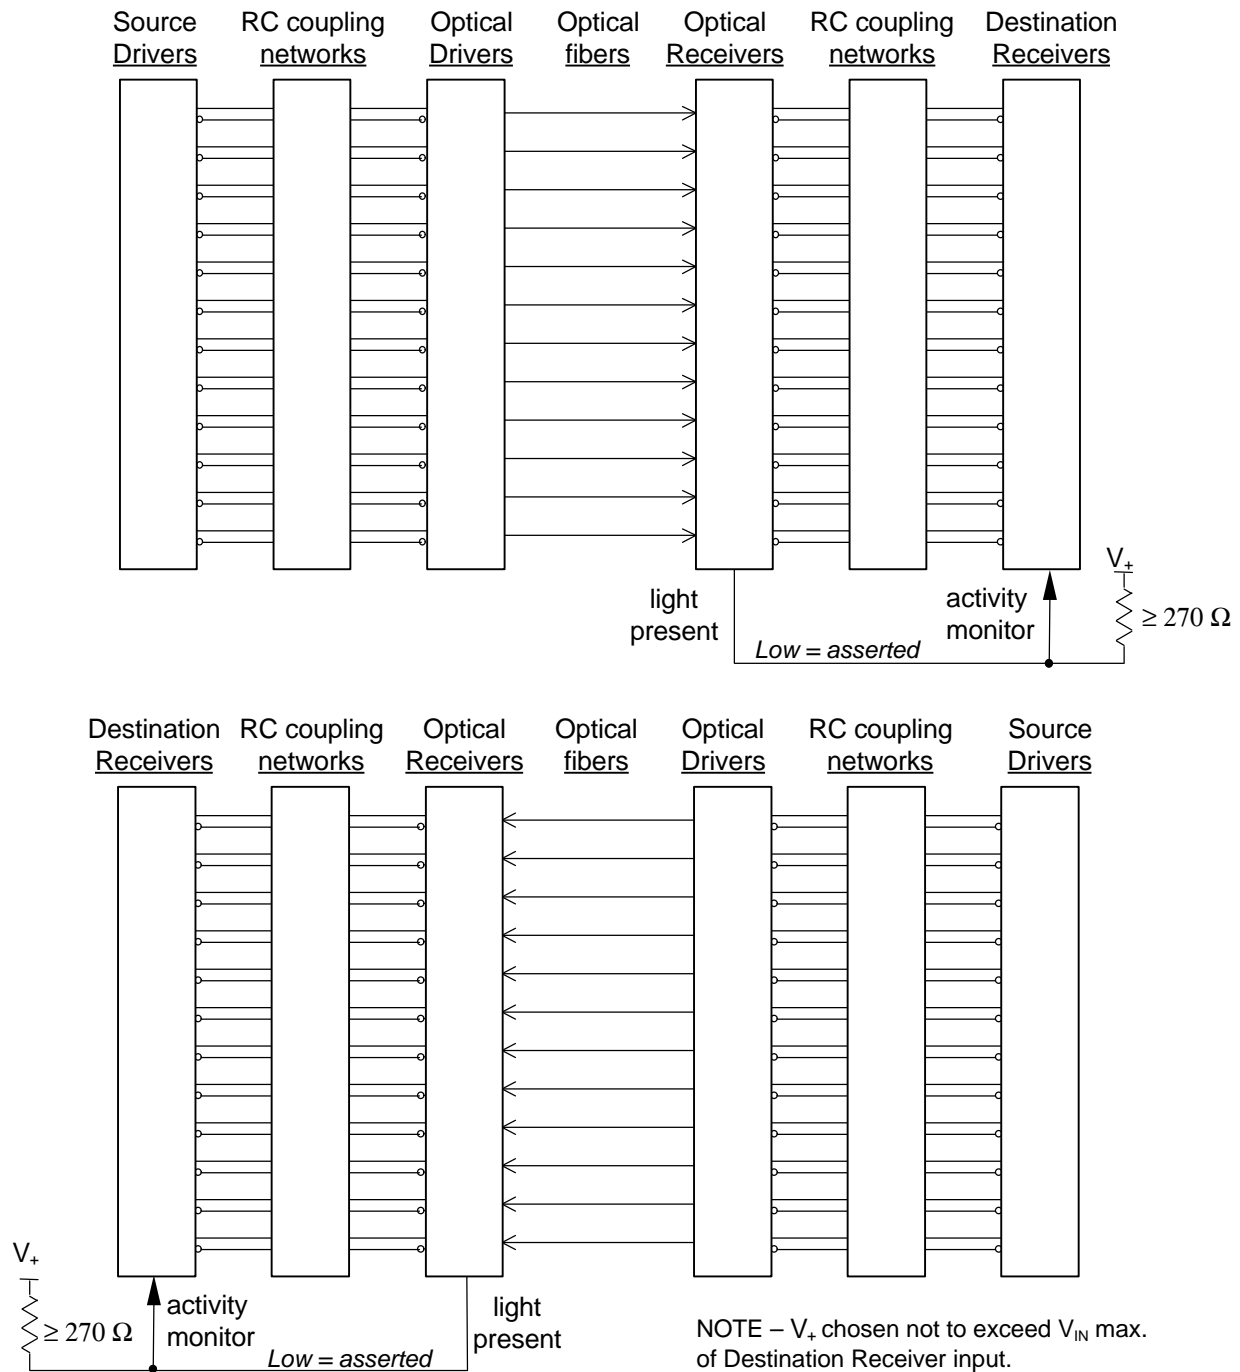 Source Drivers
RC coupling networks
Optical Drivers
Optical fibers
Optical Receivers
RC coupling networks
Destination Receivers
light present
Low = asserted
activity monitor
V+
≥ 270 Ω
Destination Receivers
RC coupling networks
Optical Receivers
Optical fibers
Optical Drivers
RC coupling networks
Source Drivers
V+
≥ 270 Ω
activity monitor
Low = asserted
light present
NOTE – V+ chosen not to exceed VIN max.
of Destination Receiver input.